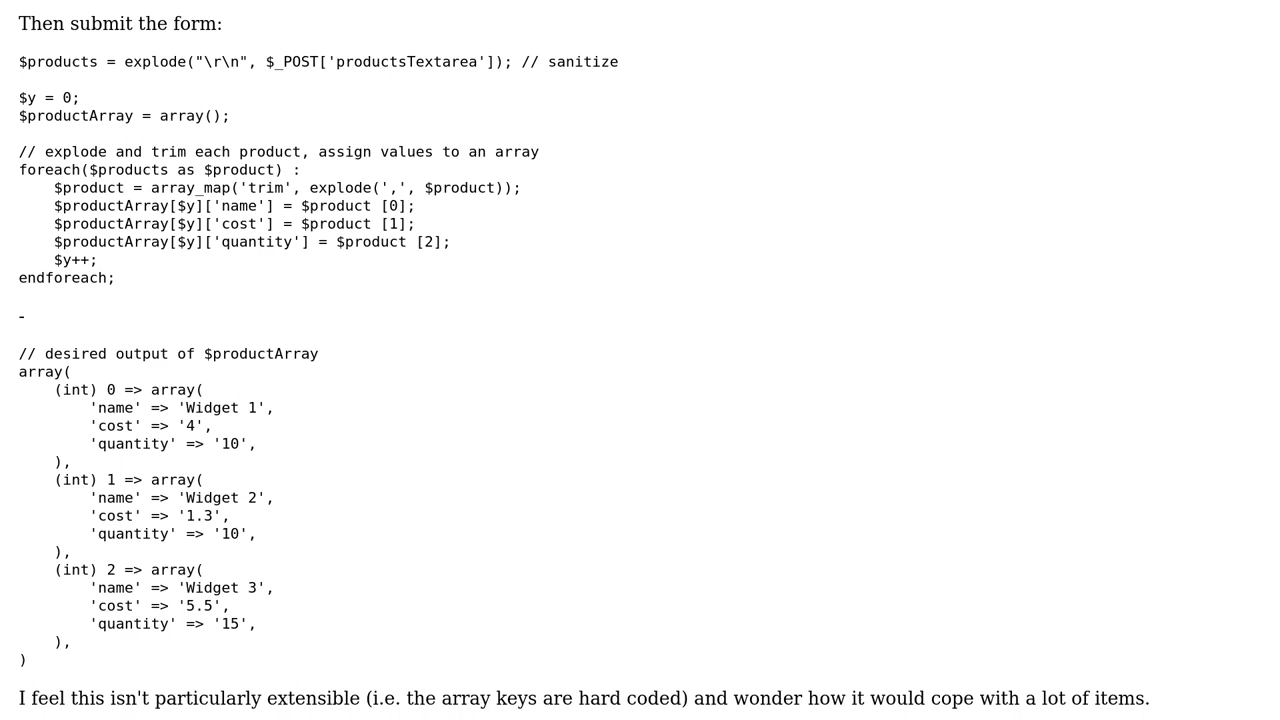 Then submit the form:
$products = explode("\r\n", $_POST['productsTextarea']); // sanitize
$y = 0;
$productArray = array();
// explode and trim each product, assign values to an array
foreach($products as $product) :
    $product = array_map('trim', explode(',', $product));
    $productArray[$y]['name'] = $product [0];
    $productArray[$y]['cost'] = $product [1];
    $productArray[$y]['quantity'] = $product [2];
    $y++;
endforeach;
-
// desired output of $productArray
array(
    (int) 0 => array(
        'name' => 'Widget 1',
        'cost' => '4',
        'quantity' => '10',
    ),
    (int) 1 => array(
        'name' => 'Widget 2',
        'cost' => '1.3',
        'quantity' => '10',
    ),
    (int) 2 => array(
        'name' => 'Widget 3',
        'cost' => '5.5',
        'quantity' => '15',
    ),
)
I feel this isn't particularly extensible (i.e. the array keys are hard coded) and wonder how it would cope with a lot of items.